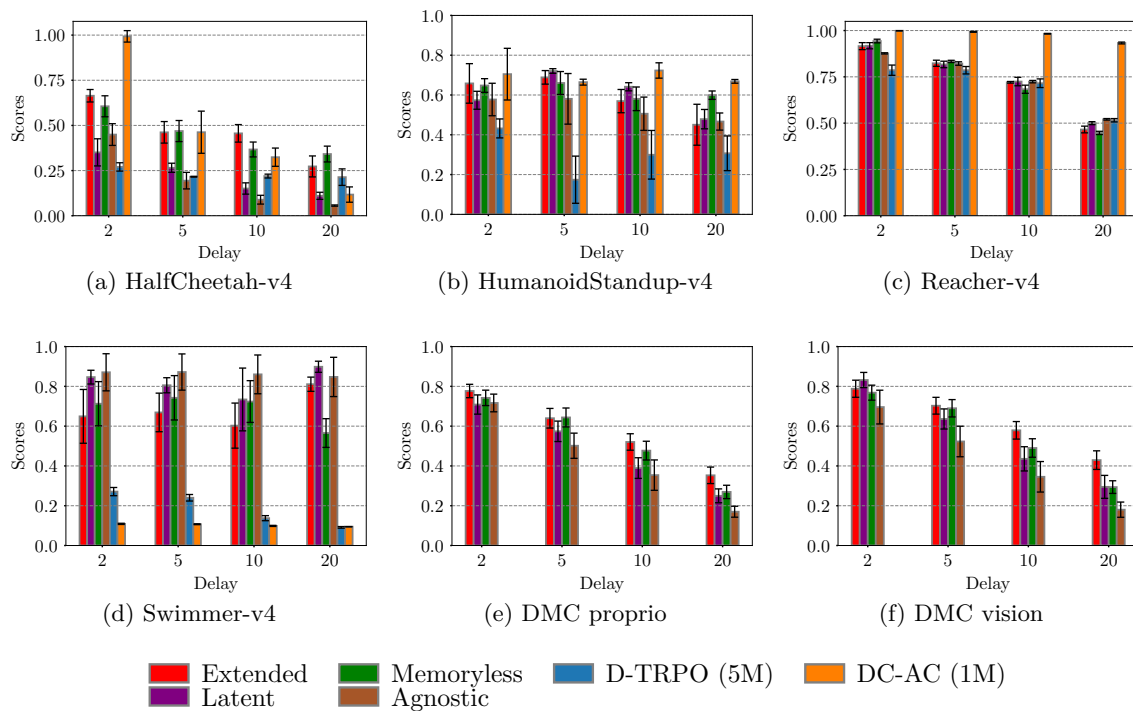 1.00
0.75
0.50
0.25
0.00
Scores
2 5 10 20
Delay
(a) HalfCheetah-v4
1.0
0.8
0.6
0.4
0.2
0.0
Scores
2 5 10 20
Delay
(b) HumanoidStandup-v4
1.00
0.75
0.50
0.25
0.00
Scores
2 5 10 20
Delay
(c) Reacher-v4
1.0
0.8
0.6
0.4
0.2
0.0
Scores
2 5 10 20
Delay
(d) Swimmer-v4
1.0
0.8
0.6
0.4
0.2
0.0
Scores
2 5 10 20
Delay
(e) DMC proprio
1.0
0.8
0.6
0.4
0.2
0.0
Scores
2 5 10 20
Delay
(f) DMC vision
Extended Memoryless D-TRPO (5M) DC-AC (1M)
Latent Agnostic